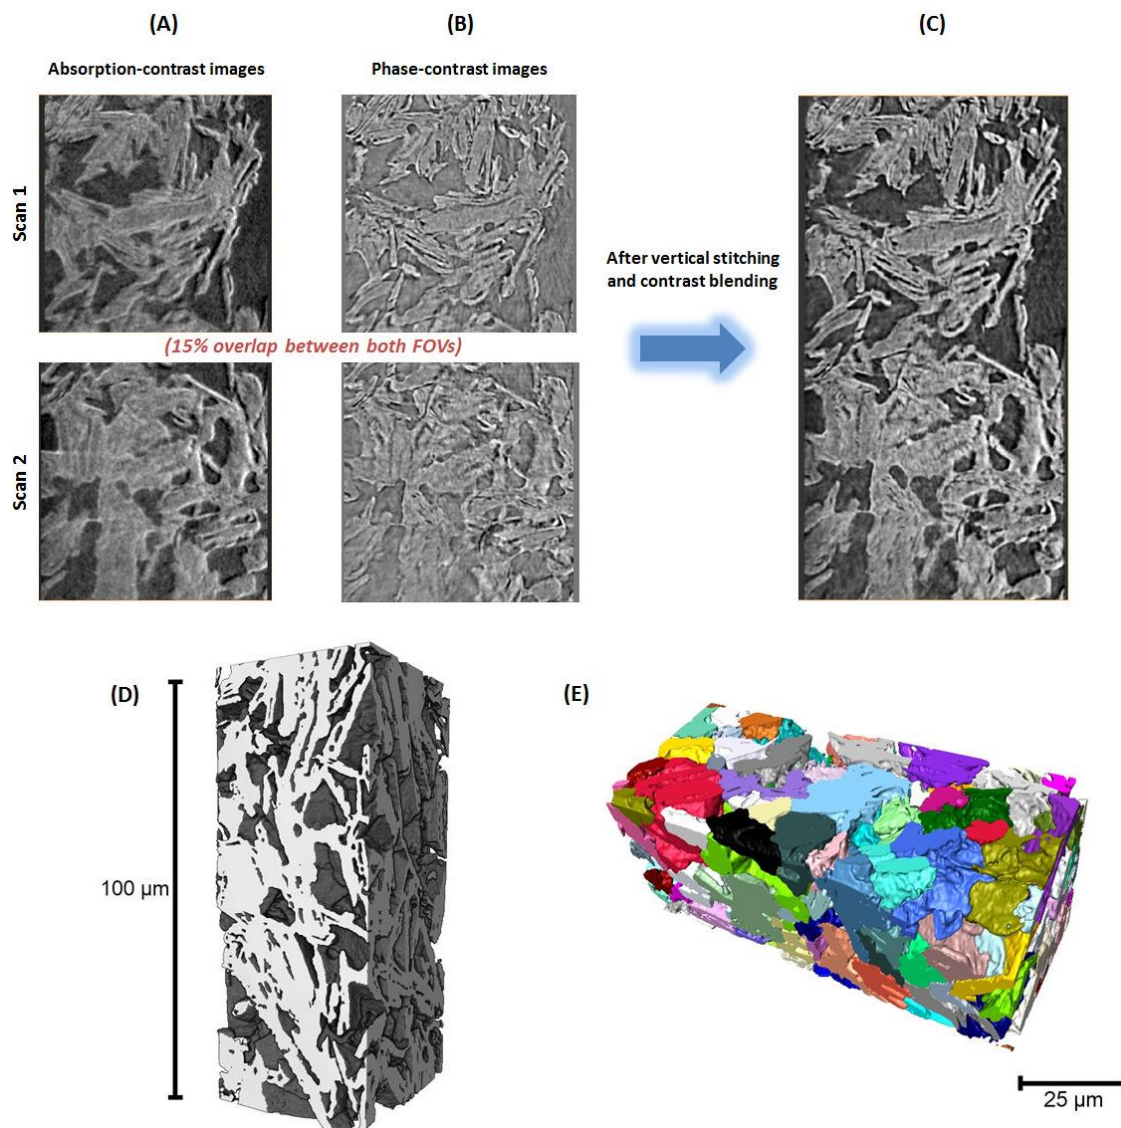 (A)
(B)
(C)
Absorption-contrast images
Phase-contrast images
Scan 1
After vertical stitching
and contrast blending
(15% overlap between both FOVs)
Scan 2
(D)
(E)
100 µm
25 µm